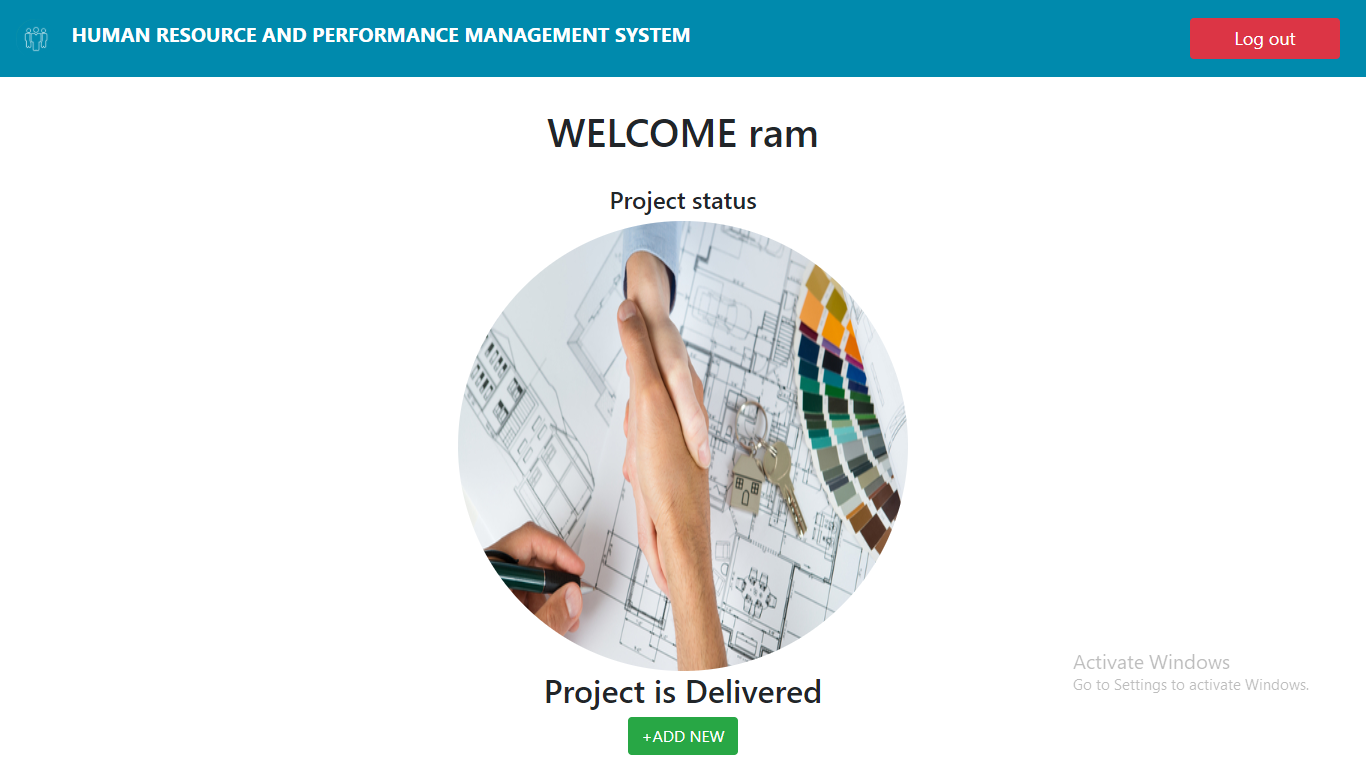 HUMAN RESOURCE AND PERFORMANCE MANAGEMENT SYSTEM
Log out
WELCOME ram
Project status
Project is Delivered
+ADD NEW
Activate Windows
Go to Settings to activate Windows.